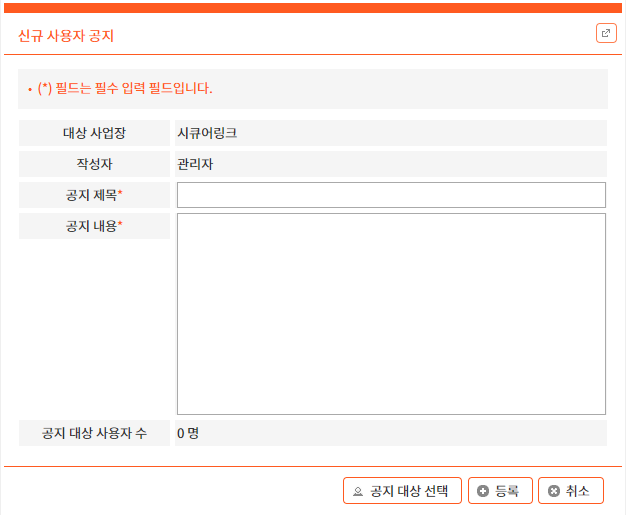 신규 사용자 공지
• (*) 필드는 필수 입력 필드입니다.
대상 사업장 시큐어링크
작성자 관리자
공지 제목*
공지 내용*
공지 대상 사용자 수 0 명
공지 대상 선택 등록 취소